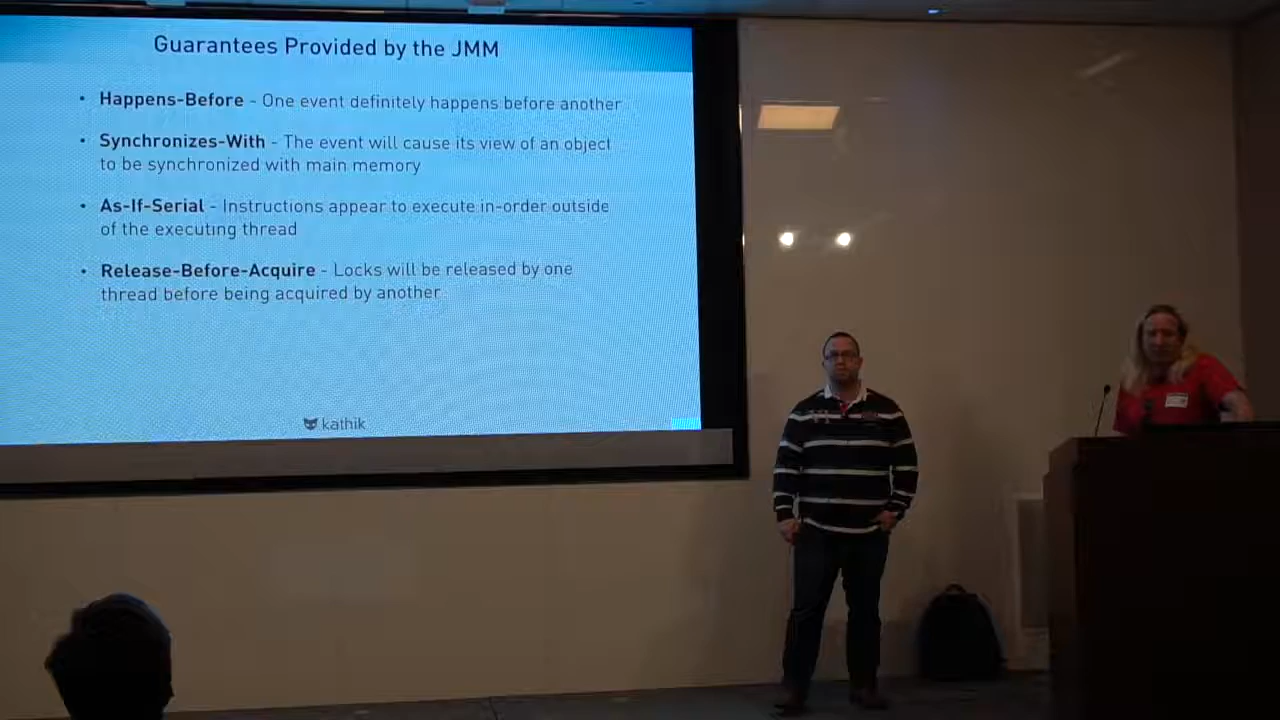 Guarantees Provided by the JMM
• Happens-Before - One event definitely happens before another
• Synchronizes-With - The event will cause its view of an object
to be synchronized with main memory
• As-If-Serial - Instructions appear to execute in-order outside
of the executing thread
• Release-Before-Acquire - Locks will be released by one
thread before being acquired by another
kathik